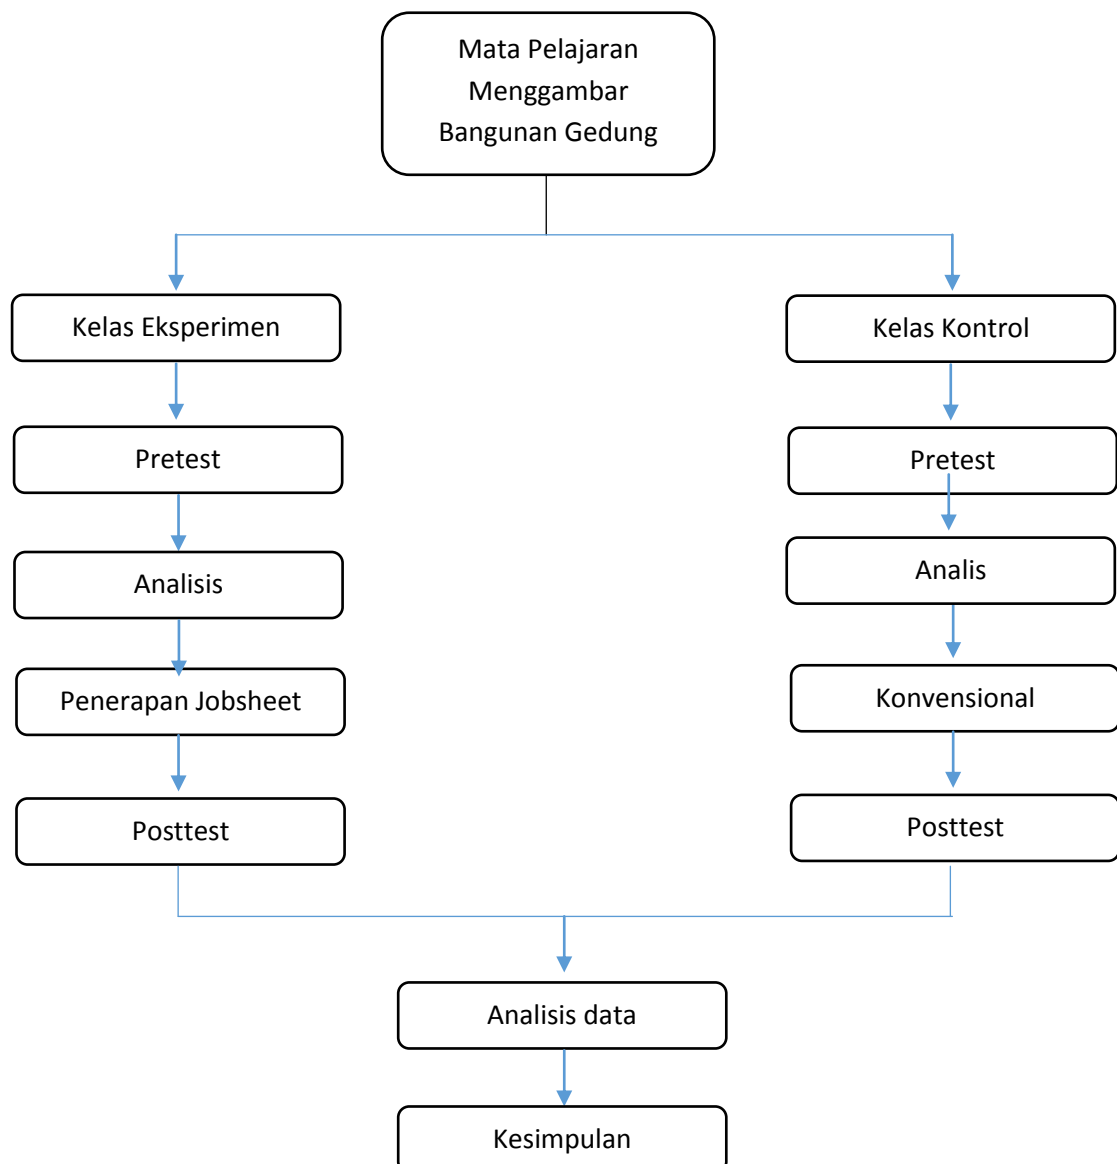 Mata Pelajaran
Menggambar
Bangunan Gedung
Kelas Eksperimen
Kelas Kontrol
Pretest
Pretest
Analisis
Analis
Penerapan Jobsheet
Konvensional
Posttest
Posttest
Analisis data
Kesimpulan